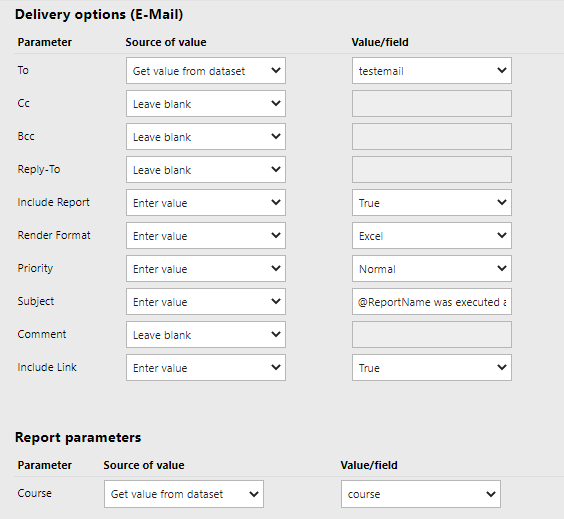 Delivery options (E-Mail)
Parameter Source of value Value/field
To Get value from dataset testemail
Cc Leave blank
Bcc Leave blank
Reply-To Leave blank
Include Report Enter value True
Render Format Enter value Excel
Priority Enter value Normal
Subject Enter value @ReportName was executed a
Comment Leave blank
Include Link Enter value True
Report parameters
Parameter Source of value Value/field
Course Get value from dataset course